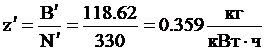 z′ = B′/N′ = 118.62/330 = 0.359 кг/кВт · ч